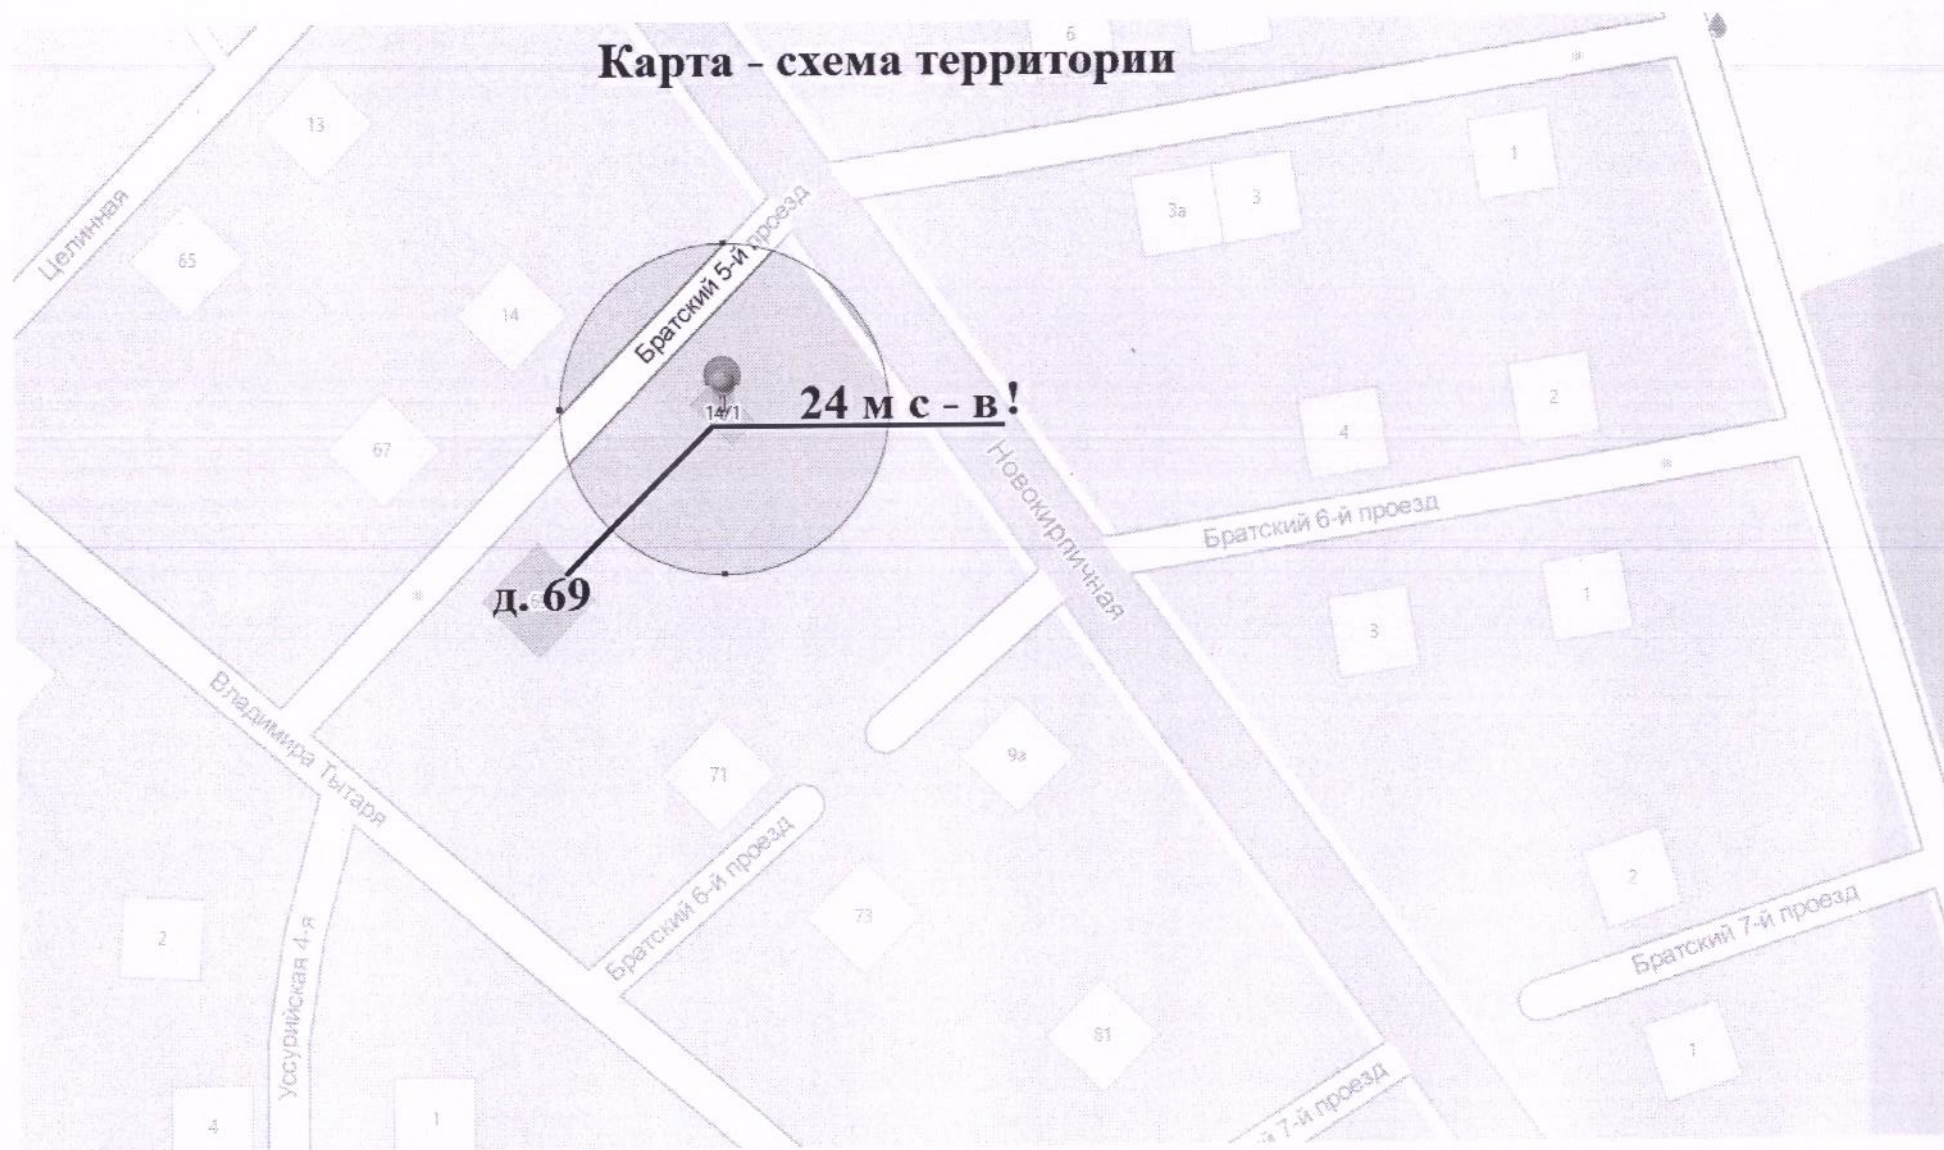 Карта - схема территории
6
13
1
3а
3
Целинная
65
14
Братский 5-й проезд
14/1
24 м с - в !
2
4
67
Новокирпичная
Братский 6-й проезд
д. 69
1
3
Владимира Тытаря
71
9а
Братский 6-й проезд
73
2
Братский 7-й проезд
2
Уссурийская 4-я
81
1
4
1
й 7-й проезд